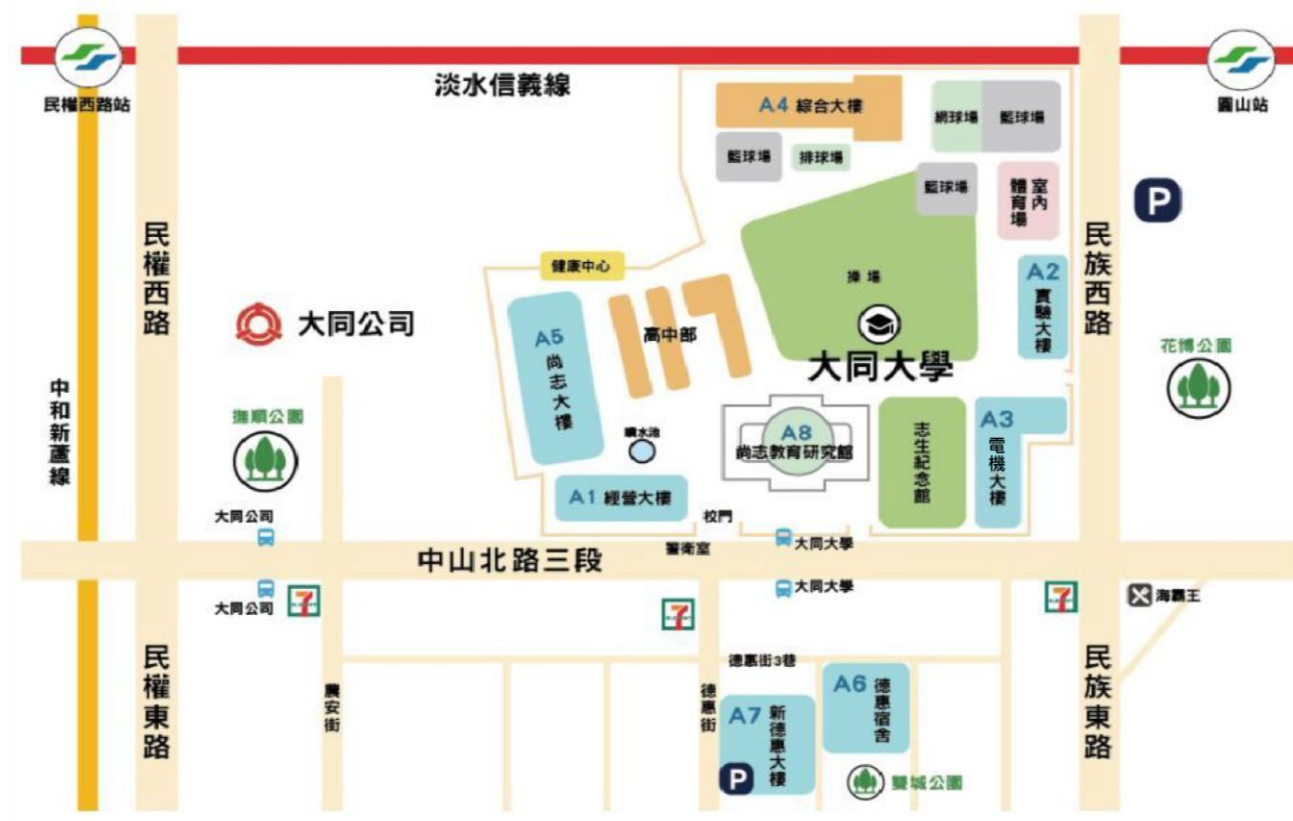 民權西路站
淡水信義線
圓山站
A4 綜合大樓
網球場
籃球場
籃球場
排球場
籃球場
室內體育場
P
民權西路
民族西路
健康中心
操場
A2 實驗大樓
大同公司
高中部
A5 尚志大樓
大同大學
花博公園
中和新蘆線
撫順公園
噴水池
A8
尚志教育研究館
志生紀念館
A3 電機大樓
A1 經營大樓
大同公司
校門
警衛室
大同大學
中山北路三段
大同公司
7
大同大學
7
7
海霸王
民權東路
農安街
德惠街
德惠街3巷
A7 新德惠大樓
P
A6 德惠宿舍
民族東路
雙城公園